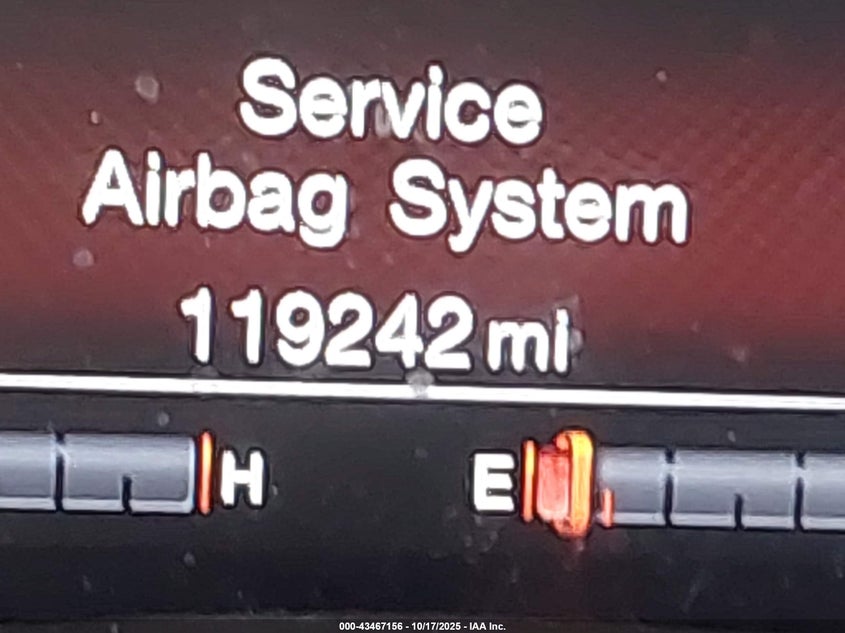 Service
Airbag System
119242 mi
H E
000-43467156 - 10/17/2025 - IAA Inc.